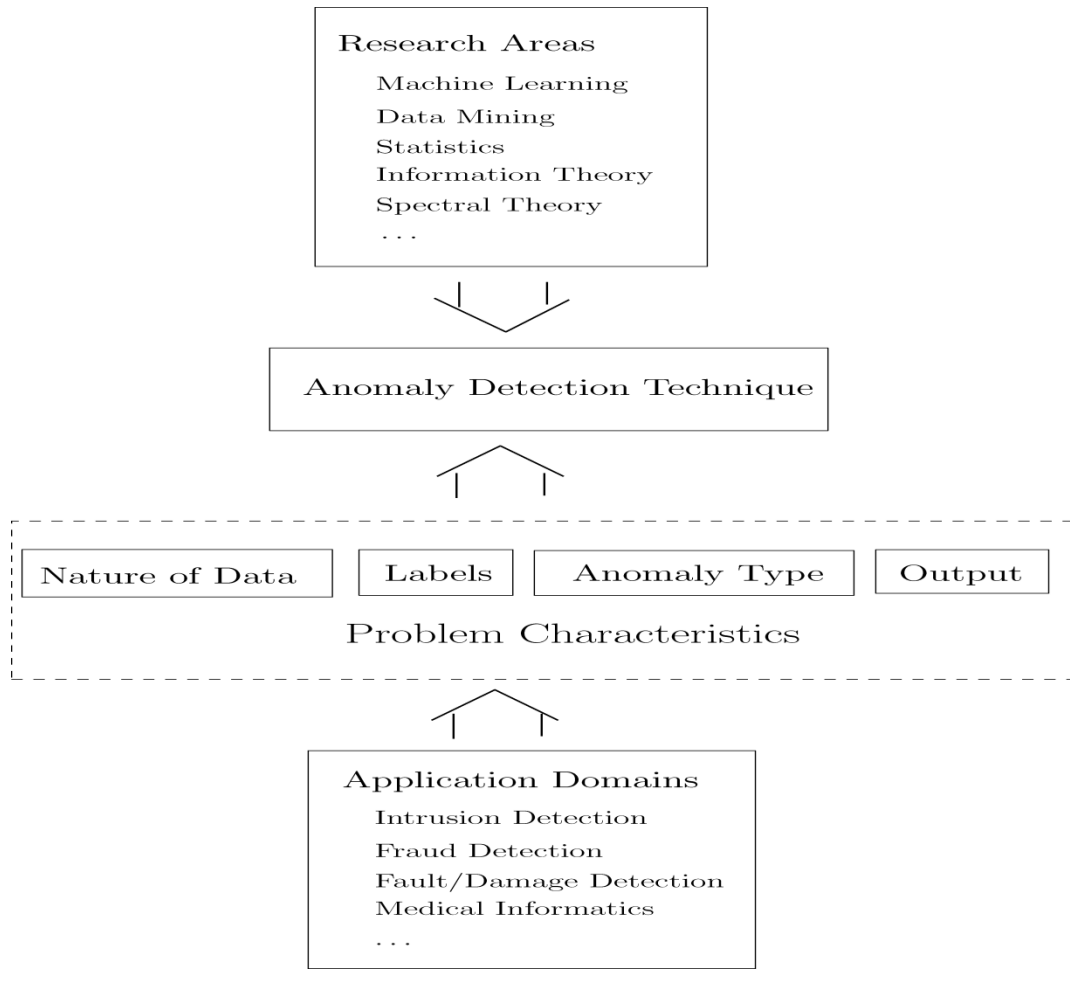 Research Areas
Machine Learning
Data Mining
Statistics
Information Theory
Spectral Theory
. . .
Anomaly Detection Technique
Nature of Data
Labels
Anomaly Type
Output
Problem Characteristics
Application Domains
Intrusion Detection
Fraud Detection
Fault/Damage Detection
Medical Informatics
. . .